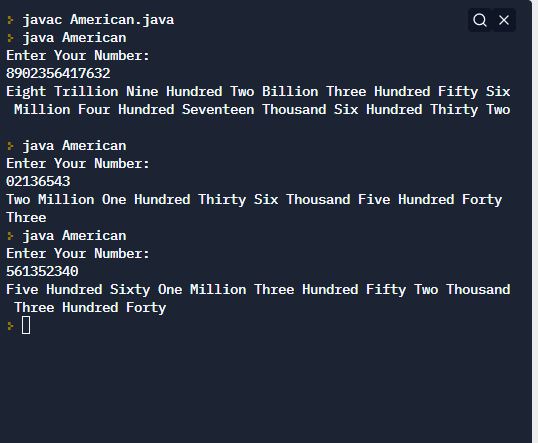 > javac American.java
> java American
Enter Your Number:
8902356417632
Eight Trillion Nine Hundred Two Billion Three Hundred Fifty Six
 Million Four Hundred Seventeen Thousand Six Hundred Thirty Two
> java American
Enter Your Number:
02136543
Two Million One Hundred Thirty Six Thousand Five Hundred Forty
Three
> java American
Enter Your Number:
561352340
Five Hundred Sixty One Million Three Hundred Fifty Two Thousand
 Three Hundred Forty
>